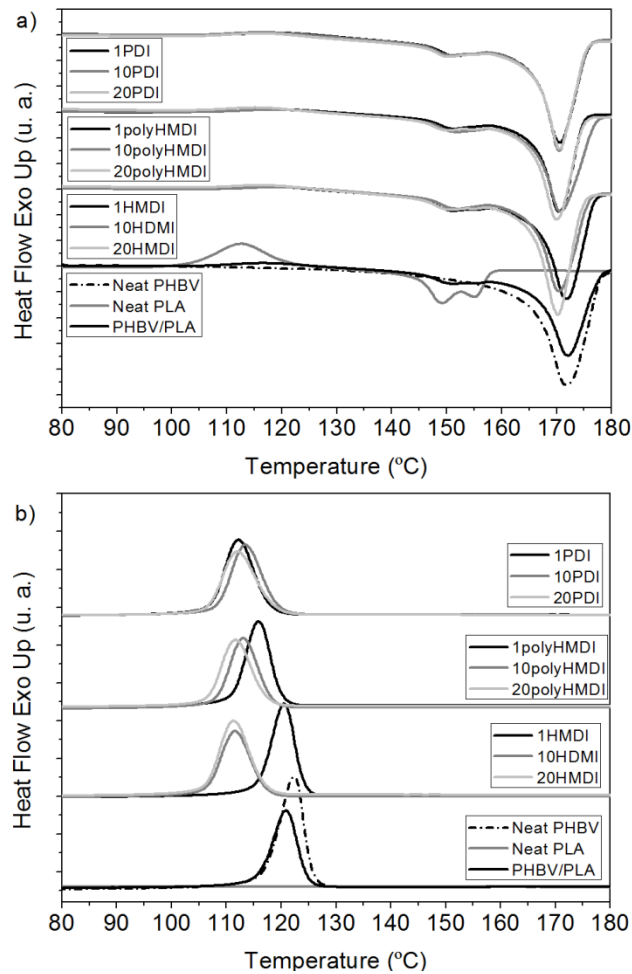 a)
1PDI
10PDI
20PDI
1polyHMDI
10polyHMDI
20polyHMDI
1HMDI
10HDMI
20HMDI
Neat PHBV
Neat PLA
PHBV/PLA
Heat Flow Exo Up (u. a.)
80 90 100 110 120 130 140 150 160 170 180
Temperature (ºC)
b)
1PDI
10PDI
20PDI
1polyHMDI
10polyHMDI
20polyHMDI
1HMDI
10HDMI
20HMDI
Neat PHBV
Neat PLA
PHBV/PLA
Heat Flow Exo Up (u. a.)
80 90 100 110 120 130 140 150 160 170 180
Temperature (ºC)